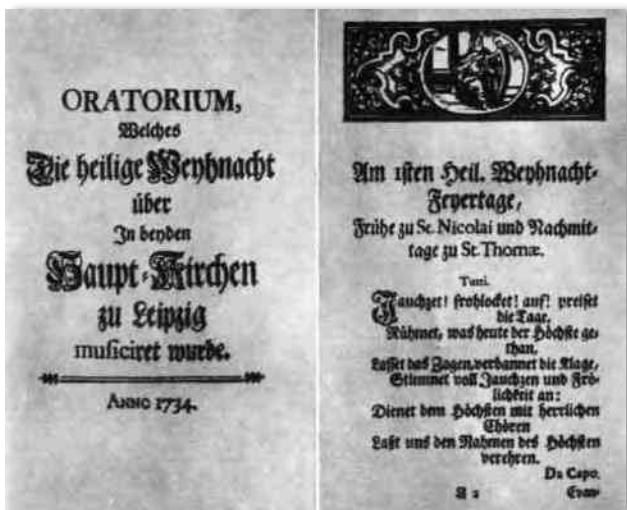 ORATORIUM,
Welches
Die heilige Weyhnacht
über
In beyden
Haupt-Kirchen
zu Leipzig
musiciret wurde.
ANNO 1734.
Am 1sten Heil. Weyhnacht-
Feyertage,
Frühe zu St. Nicolai und Nachmit-
tage zu St. Thomæ.
Tutti.
Jauchzet! frohlocket! auf! preiset
die Tage,
Rühmet, was heute der Höchste ge-
than,
Lasset das Zagen, verbannet die Klage,
Stimmet voll Jauchzen und Frö-
lichkeit an:
Dienet dem Höchsten mit herrlichen
Chören
Laßt uns den Nahmen des Höchsten
verehren.
Da Capo.
A 2 Evan-